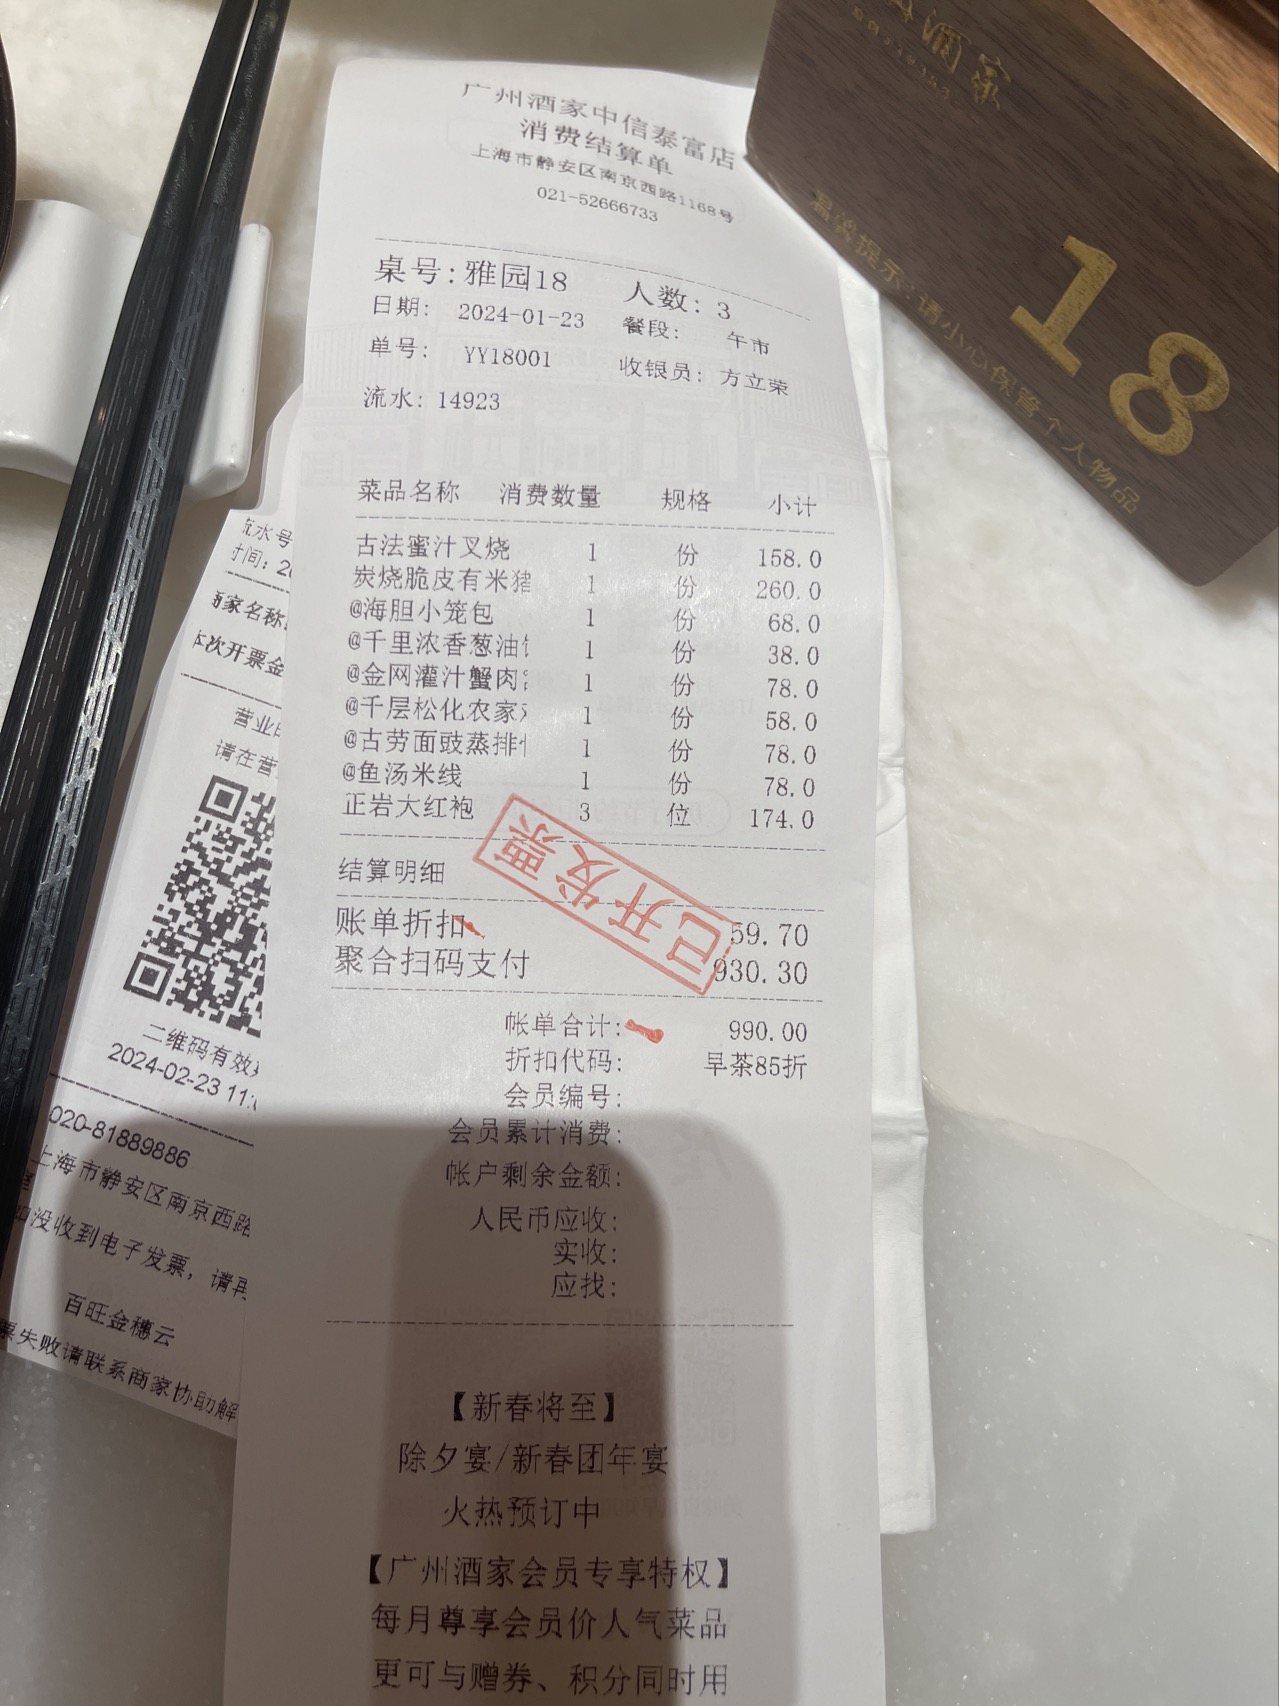 广州酒家中信泰富店
消费结算单
上海市静安区南京西路1168号
021-52666733
桌号:雅园18 人数: 3
日期: 2024-01-23 餐段: 午市
单号: YY18001 收银员: 方立荣
流水: 14923
菜品名称 消费数量 规格 小计
古法蜜汁叉烧 1 份 158.0
炭烧脆皮有米猪 1 份 260.0
@海胆小笼包 1 份 68.0
@千里浓香葱油 1 份 38.0
@金网灌汁蟹肉 1 份 78.0
@千层松化农家 1 份 58.0
@古劳面豉蒸排 1 份 78.0
@鱼汤米线 1 份 78.0
正岩大红袍 3 位 174.0
已开发票
结算明细
账单折扣 59.70
聚合扫码支付 930.30
帐单合计: 990.00
折扣代码: 早茶85折
会员编号:
会员累计消费:
帐户剩余金额:
人民币应收:
实收:
应找:
【新春将至】
除夕宴/新春团年宴
火热预订中
【广州酒家会员专享特权】
每月尊享会员价人气菜品
更可与赠券、积分同时用
流水号
时间: 2
家名称
本次开票金
营业
请在营
二维码有效
2024-02-23 11:
020-81889886
上海市静安区南京西路
没收到电子发票，请再
百旺金穗云
票失败请联系商家协助解
酒家
温馨提示:请小心保管个人物品
18